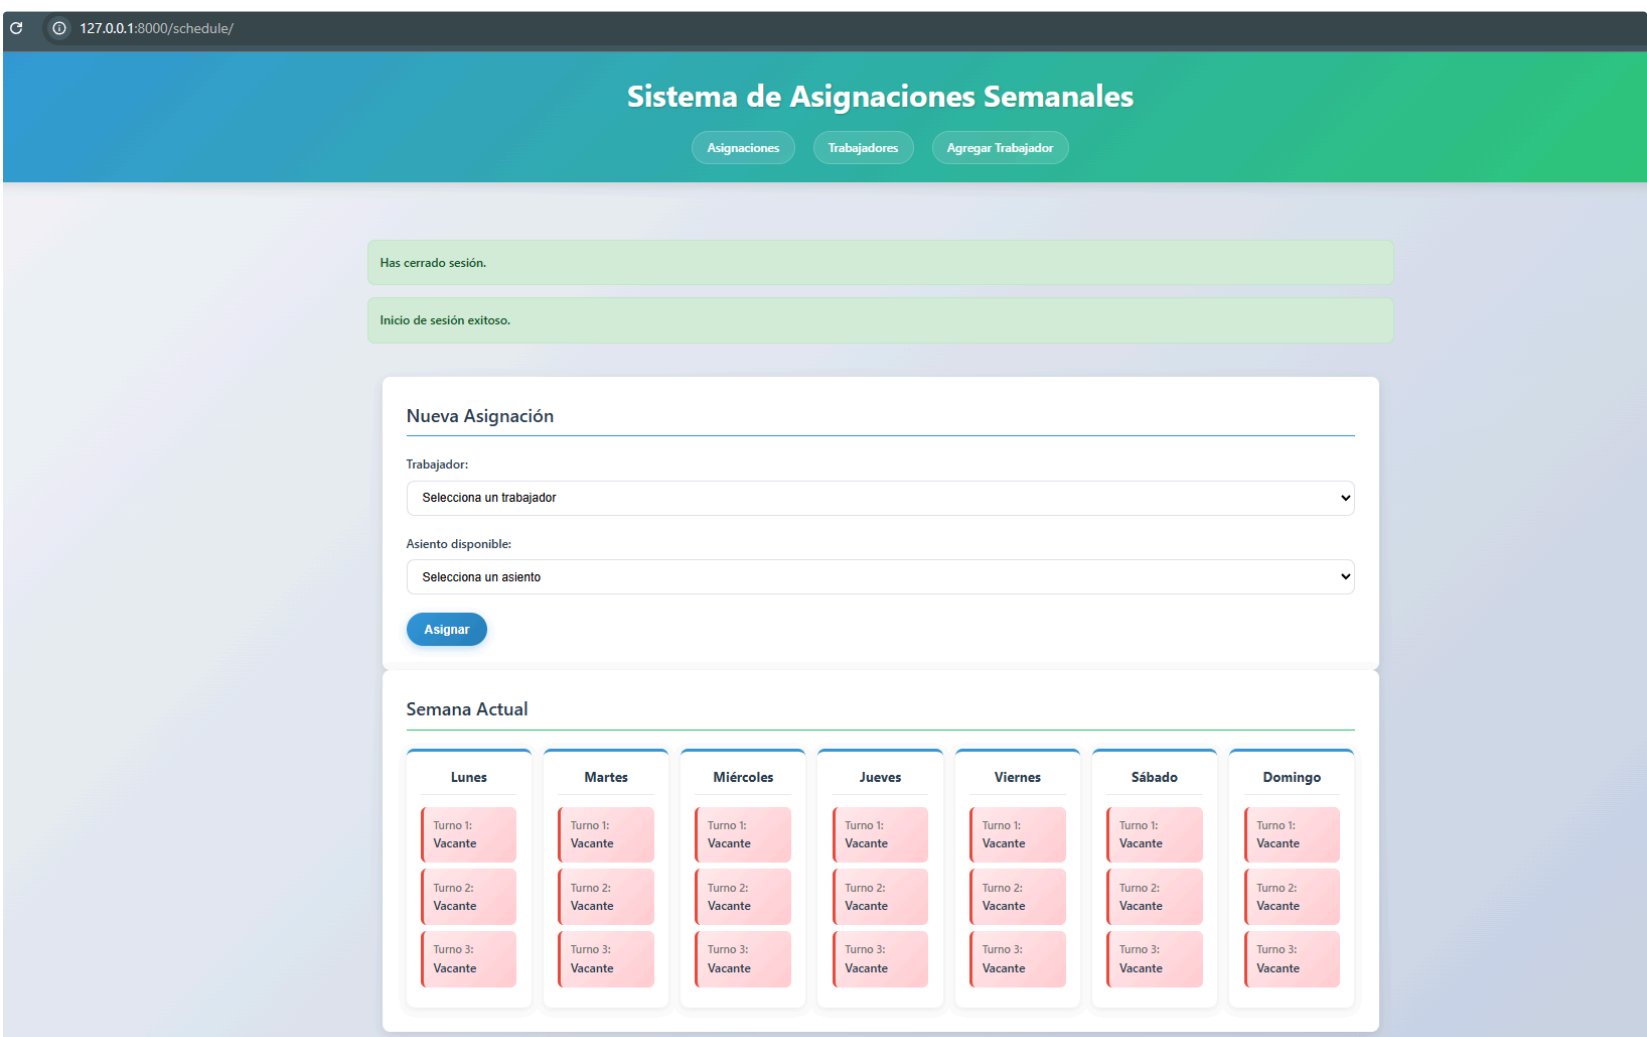 127.0.0.1:8000/schedule/
Sistema de Asignaciones Semanales
Asignaciones Trabajadores Agregar Trabajador
Has cerrado sesión.
Inicio de sesión exitoso.
Nueva Asignación
Trabajador:
Selecciona un trabajador
Asiento disponible:
Selecciona un asiento
Asignar
Semana Actual
Lunes Martes Miércoles Jueves Viernes Sábado Domingo
Turno 1: Turno 1: Turno 1: Turno 1: Turno 1: Turno 1: Turno 1:
Vacante Vacante Vacante Vacante Vacante Vacante Vacante
Turno 2: Turno 2: Turno 2: Turno 2: Turno 2: Turno 2: Turno 2:
Vacante Vacante Vacante Vacante Vacante Vacante Vacante
Turno 3: Turno 3: Turno 3: Turno 3: Turno 3: Turno 3: Turno 3:
Vacante Vacante Vacante Vacante Vacante Vacante Vacante